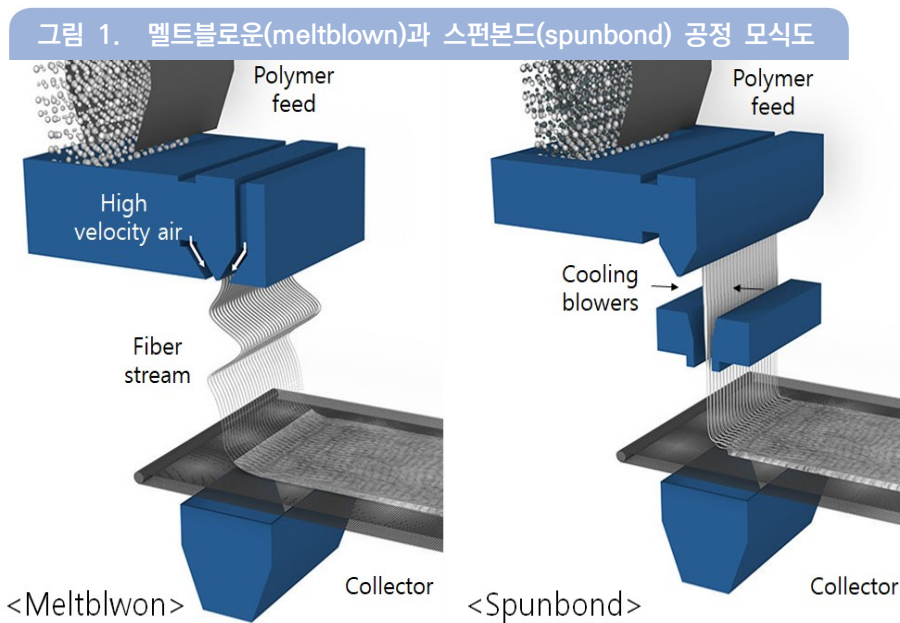 그림 1. 멜트블로운(meltblown)과 스펀본드(spunbond) 공정 모식도
Polymer
feed
High
velocity air
Fiber
stream
Collector
<Meltblwon>
Polymer
feed
Cooling
blowers
Collector
<Spunbond>